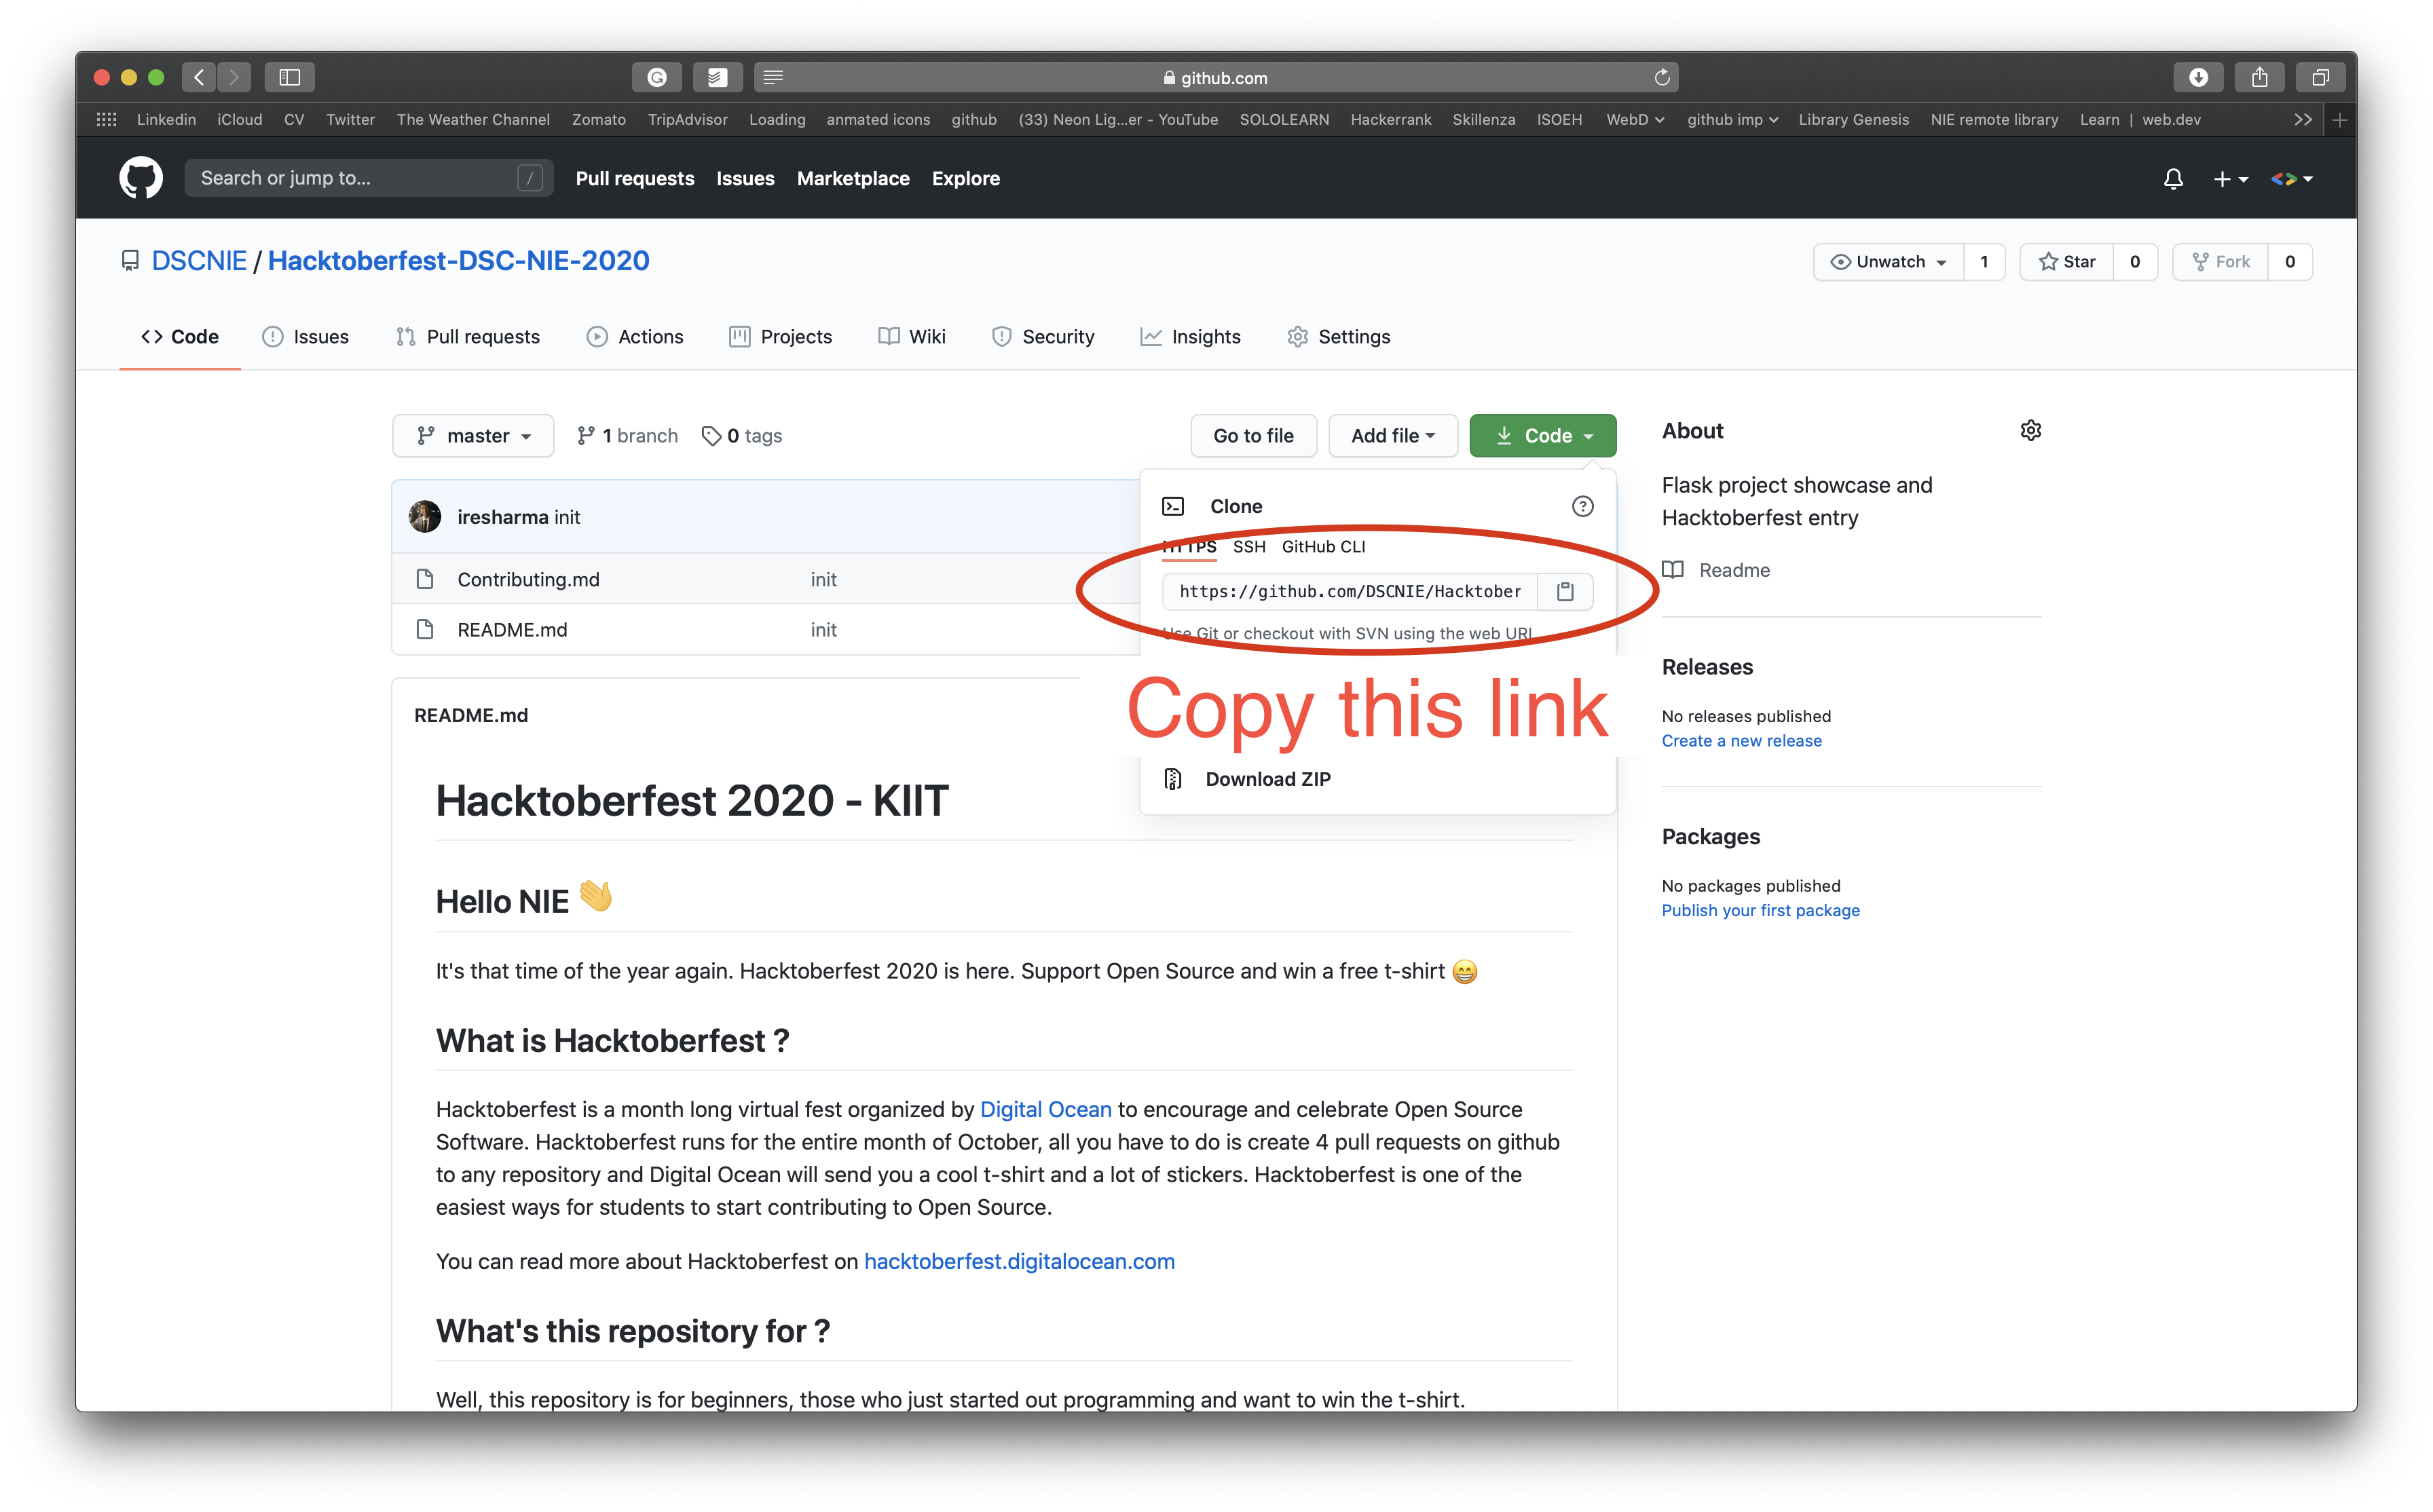 github.com
Linkedin iCloud CV Twitter The Weather Channel Zomato TripAdvisor Loading anmated icons github (33) Neon Lig...er - YouTube SOLOLEARN Hackerrank Skillenza ISOEH WebD github imp Library Genesis NIE remote library Learn | web.dev
Search or jump to... / Pull requests Issues Marketplace Explore
DSCNIE / Hacktoberfest-DSC-NIE-2020 Unwatch 1 Star 0 Fork 0
Code Issues Pull requests Actions Projects Wiki Security Insights Settings
master 1 branch 0 tags Go to file Add file Code
iresharma init
Contributing.md init
README.md init
Clone
HTTPS SSH GitHub CLI
https://github.com/DSCNIE/Hacktober
Use Git or checkout with SVN using the web URL
Copy this link
Download ZIP
About
Flask project showcase and
Hacktoberfest entry
Readme
Releases
No releases published
Create a new release
Packages
No packages published
Publish your first package
README.md
Hacktoberfest 2020 - KIIT
Hello NIE 👋
It's that time of the year again. Hacktoberfest 2020 is here. Support Open Source and win a free t-shirt 😁
What is Hacktoberfest ?
Hacktoberfest is a month long virtual fest organized by Digital Ocean to encourage and celebrate Open Source
Software. Hacktoberfest runs for the entire month of October, all you have to do is create 4 pull requests on github
to any repository and Digital Ocean will send you a cool t-shirt and a lot of stickers. Hacktoberfest is one of the
easiest ways for students to start contributing to Open Source.
You can read more about Hacktoberfest on hacktoberfest.digitalocean.com
What's this repository for ?
Well, this repository is for beginners, those who just started out programming and want to win the t-shirt.